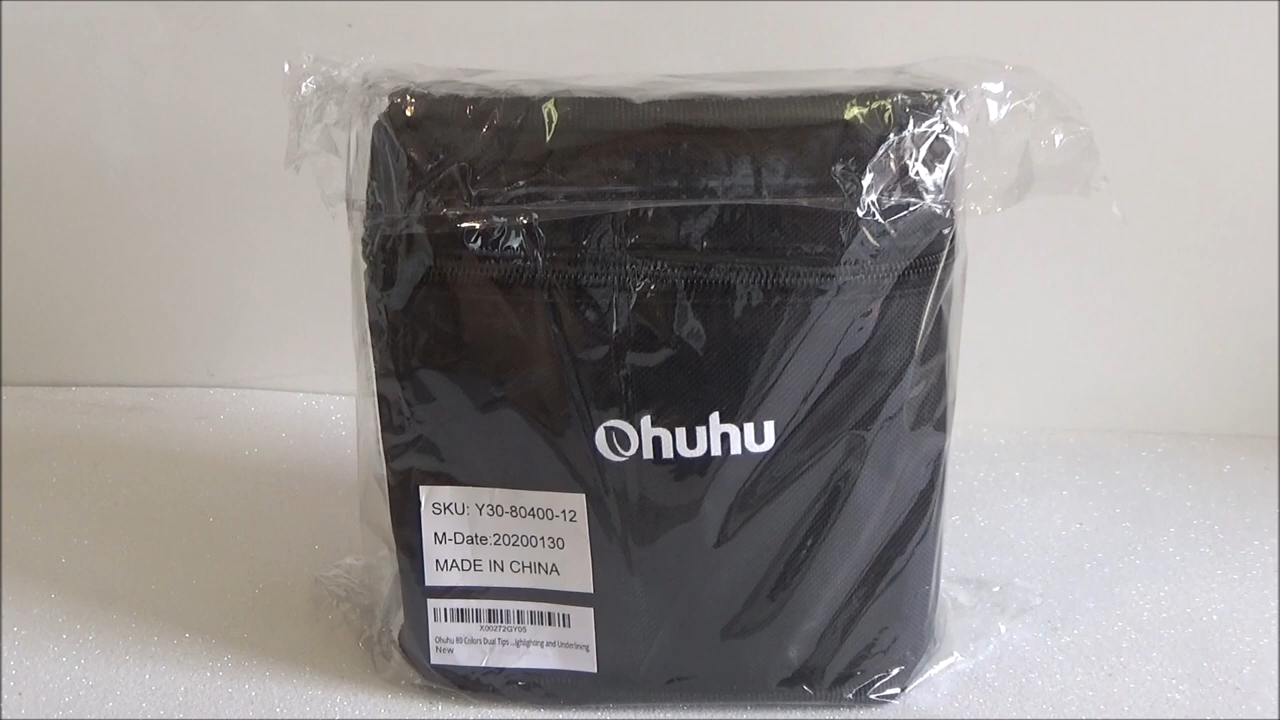 Ohuhu
SKU: Y30-80400-12
M-Date:20200130
MADE IN CHINA
X00272GY05
Ohuhu 80 Colors Dual Tips ...ighlighting and Underlining
New